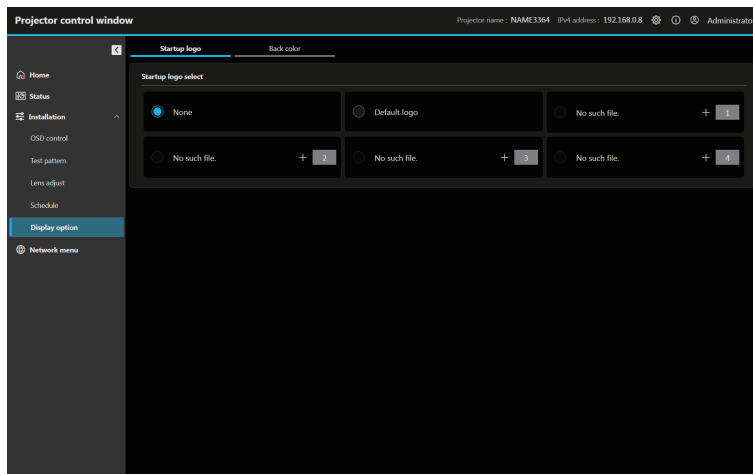 Projector control window
Projector name : NAME3364 IPv4 address : 192.168.0.8 Administrato
Startup logo Back color
Home
Status
Installation
OSD control
Test pattern
Lens adjust
Schedule
Display option
Network menu
Startup logo select
None Default logo No such file. + 1
No such file. + 2 No such file. + 3 No such file. + 4